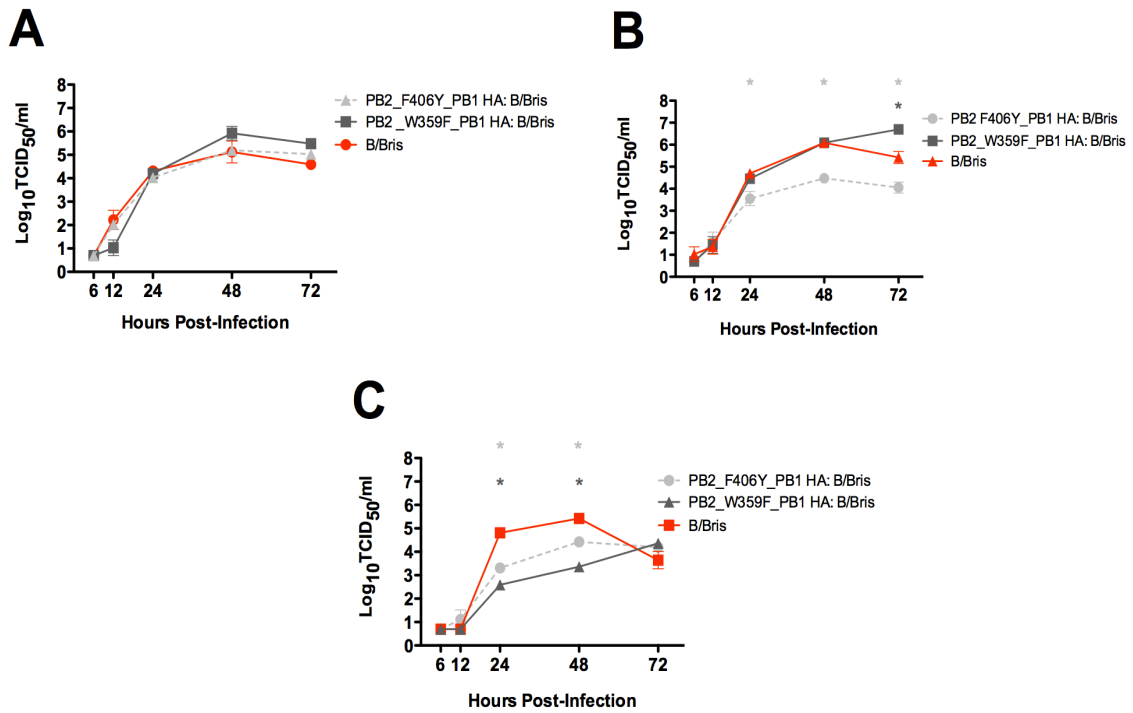 A
Log10TCID50/ml
8
7
6
5
4
3
2
1
0
6 12 24 48 72
Hours Post-Infection
PB2_F406Y_PB1 HA: B/Bris
PB2 _W359F_PB1 HA: B/Bris
B/Bris
B
* * *
*
Log10TCID50/ml
8
7
6
5
4
3
2
1
0
6 12 24 48 72
Hours Post-Infection
PB2 F406Y_PB1 HA: B/Bris
PB2_W359F_PB1 HA: B/Bris
B/Bris
C
* *
* *
Log10TCID50/ml
8
7
6
5
4
3
2
1
0
6 12 24 48 72
Hours Post-Infection
PB2_F406Y_PB1 HA: B/Bris
PB2_W359F_PB1 HA: B/Bris
B/Bris